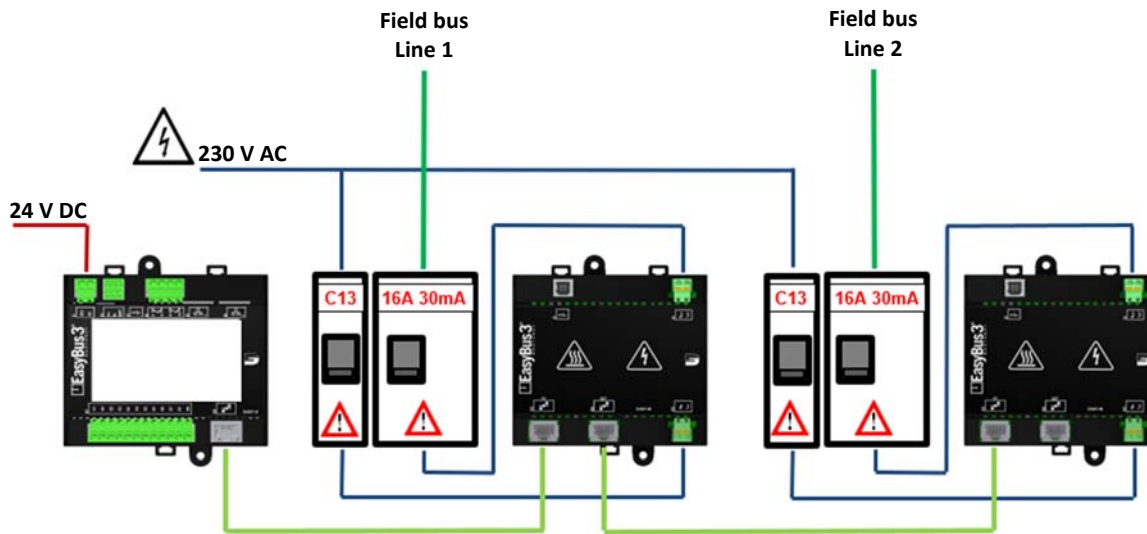 Field bus
Line 1
Field bus
Line 2
230 V AC
24 V DC
C13
16A 30mA
C13
16A 30mA
EasyBus3
EasyBus3
EasyBus3